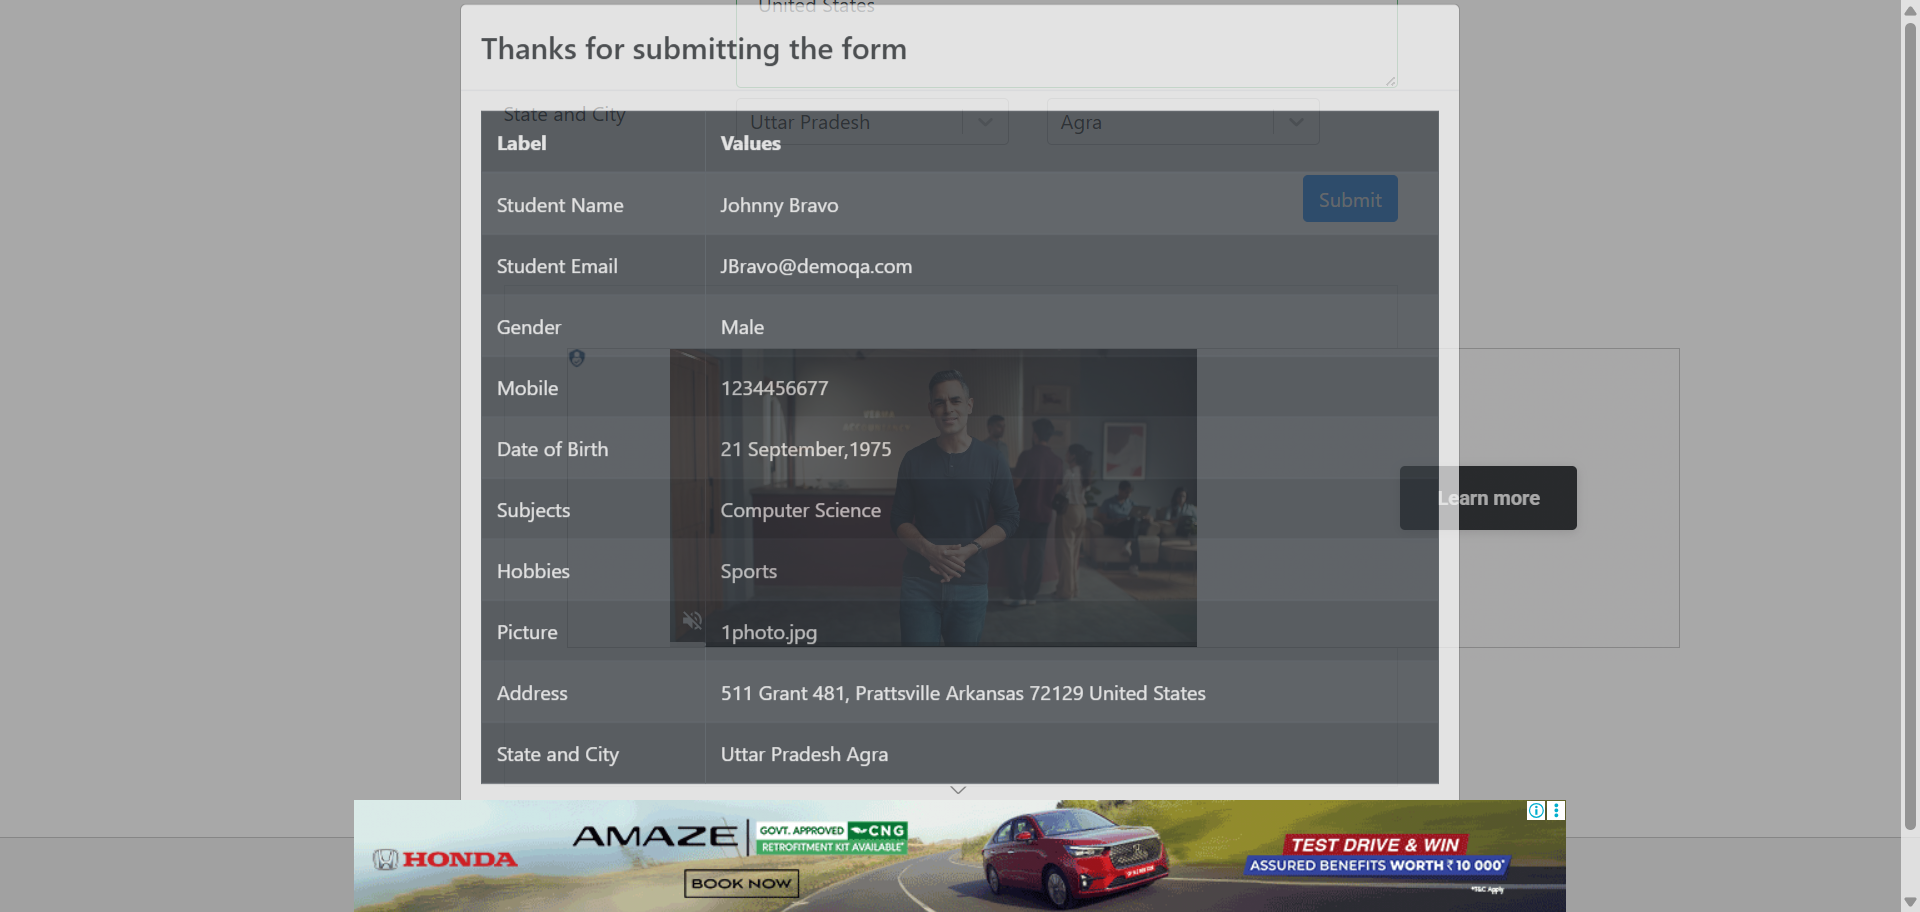 United States
Thanks for submitting the form
State and City
Uttar Pradesh
Agra
Label Values
Submit
Student Name Johnny Bravo
Student Email JBravo@demoqa.com
Gender Male
Mobile 1234456677
Date of Birth 21 September,1975
Subjects Computer Science
Learn more
Hobbies Sports
Picture 1photo.jpg
Address 511 Grant 481, Prattsville Arkansas 72129 United States
State and City Uttar Pradesh Agra
HONDA
AMAZE
GOVT. APPROVED CNG
RETROFITMENT KIT AVAILABLE*
BOOK NOW
TEST DRIVE & WIN
ASSURED BENEFITS WORTH ₹ 10 000*
*T&C Apply